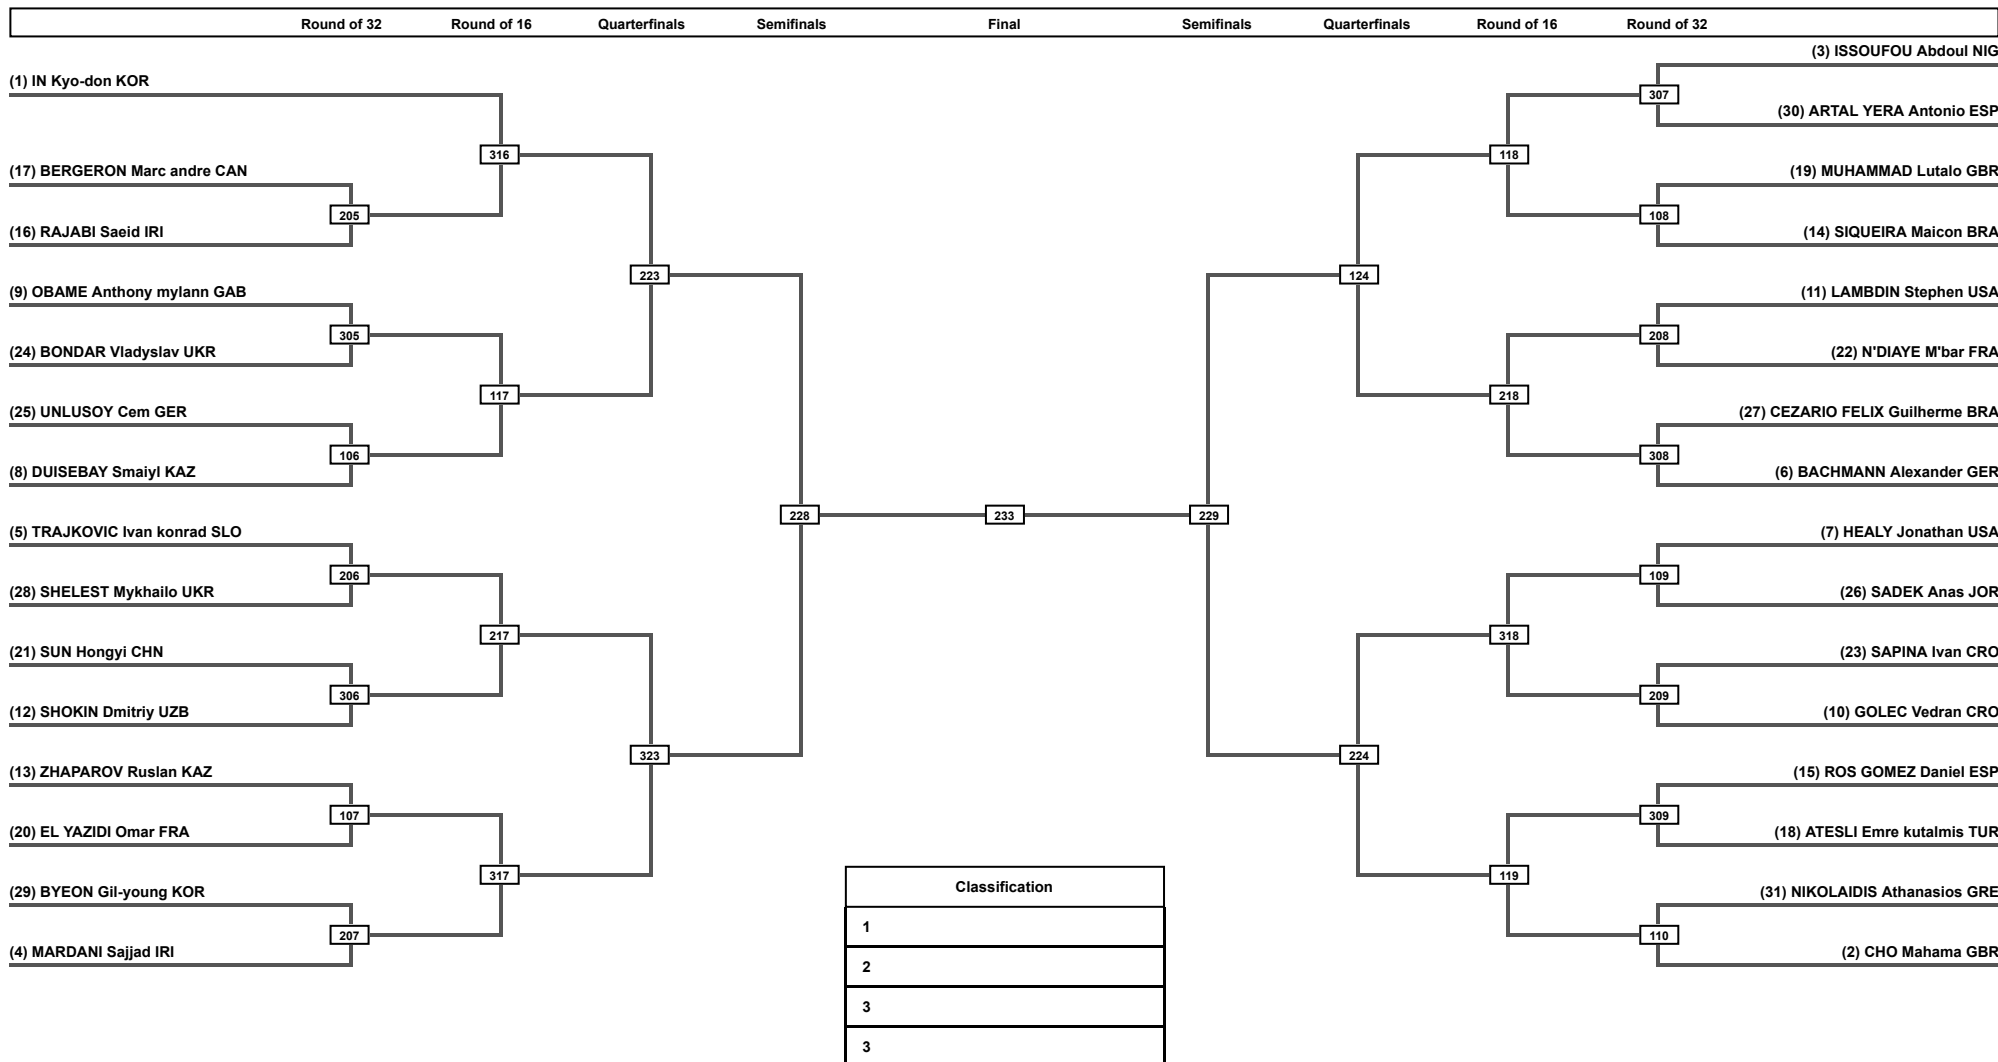 Round of 32 Round of 16 Quarterfinals Semifinals Final Semifinals Quarterfinals Round of 16 Round of 32
(1) IN Kyo-don KOR
(17) BERGERON Marc andre CAN
(16) RAJABI Saeid IRI
(9) OBAME Anthony mylann GAB
(24) BONDAR Vladyslav UKR
(25) UNLUSOY Cem GER
(8) DUISEBAY Smaiyl KAZ
(5) TRAJKOVIC Ivan konrad SLO
(28) SHELEST Mykhailo UKR
(21) SUN Hongyi CHN
(12) SHOKIN Dmitriy UZB
(13) ZHAPAROV Ruslan KAZ
(20) EL YAZIDI Omar FRA
(29) BYEON Gil-young KOR
(4) MARDANI Sajjad IRI
205
305
106
206
306
107
207
316
117
217
317
223
323
228
233
229
124
224
118
218
318
119
307
108
208
308
109
209
309
110
(3) ISSOUFOU Abdoul NIG
(30) ARTAL YERA Antonio ESP
(19) MUHAMMAD Lutalo GBR
(14) SIQUEIRA Maicon BRA
(11) LAMBDIN Stephen USA
(22) N'DIAYE M'bar FRA
(27) CEZARIO FELIX Guilherme BRA
(6) BACHMANN Alexander GER
(7) HEALY Jonathan USA
(26) SADEK Anas JOR
(23) SAPINA Ivan CRO
(10) GOLEC Vedran CRO
(15) ROS GOMEZ Daniel ESP
(18) ATESLI Emre kutalmis TUR
(31) NIKOLAIDIS Athanasios GRE
(2) CHO Mahama GBR
Classification
1
2
3
3